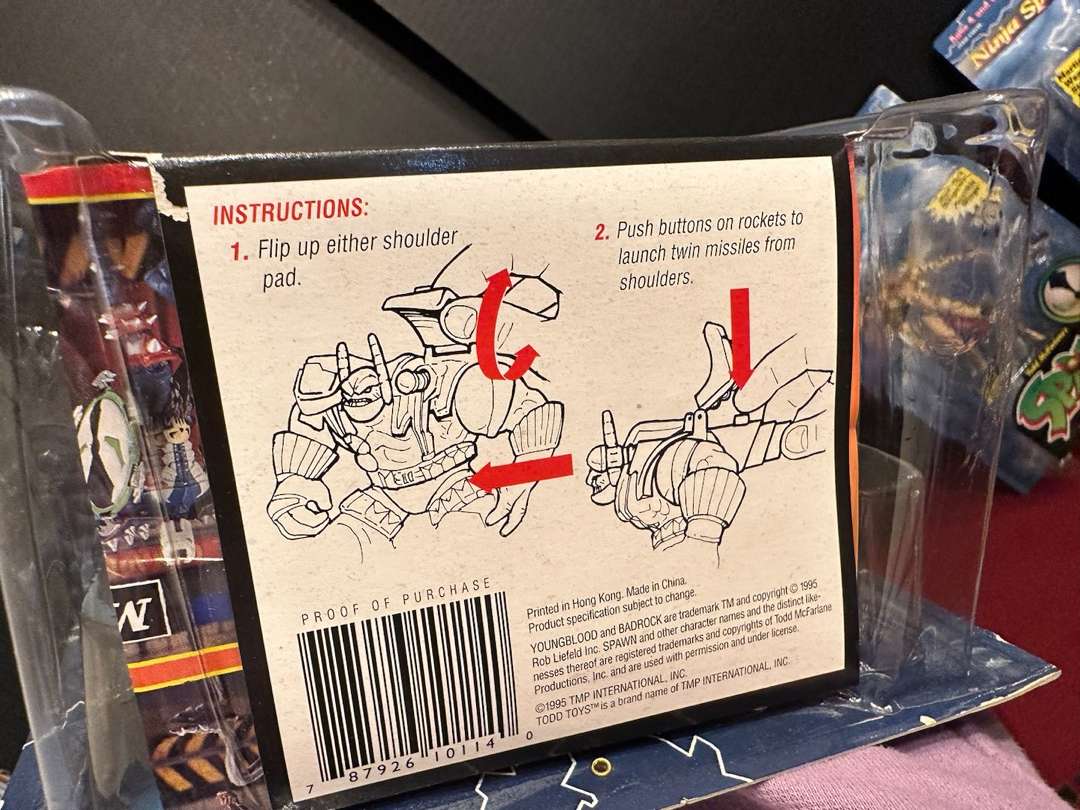 INSTRUCTIONS:
1. Flip up either shoulder
pad.
2. Push buttons on rockets to
launch twin missiles from
shoulders.
PROOF OF PURCHASE
7 87926 10114 0
Printed in Hong Kong. Made in China.
Product specification subject to change.
YOUNGBLOOD and BADROCK are trademark TM and copyright © 1995
Rob Liefeld Inc. SPAWN and other character names and the distinct like-
nesses thereof are registered trademarks and copyrights of Todd McFarlane
Productions, Inc. and are used with permission and under license.
©1995 TMP INTERNATIONAL, INC.
TODD TOYS™ is a brand name of TMP INTERNATIONAL, INC.
Ninja